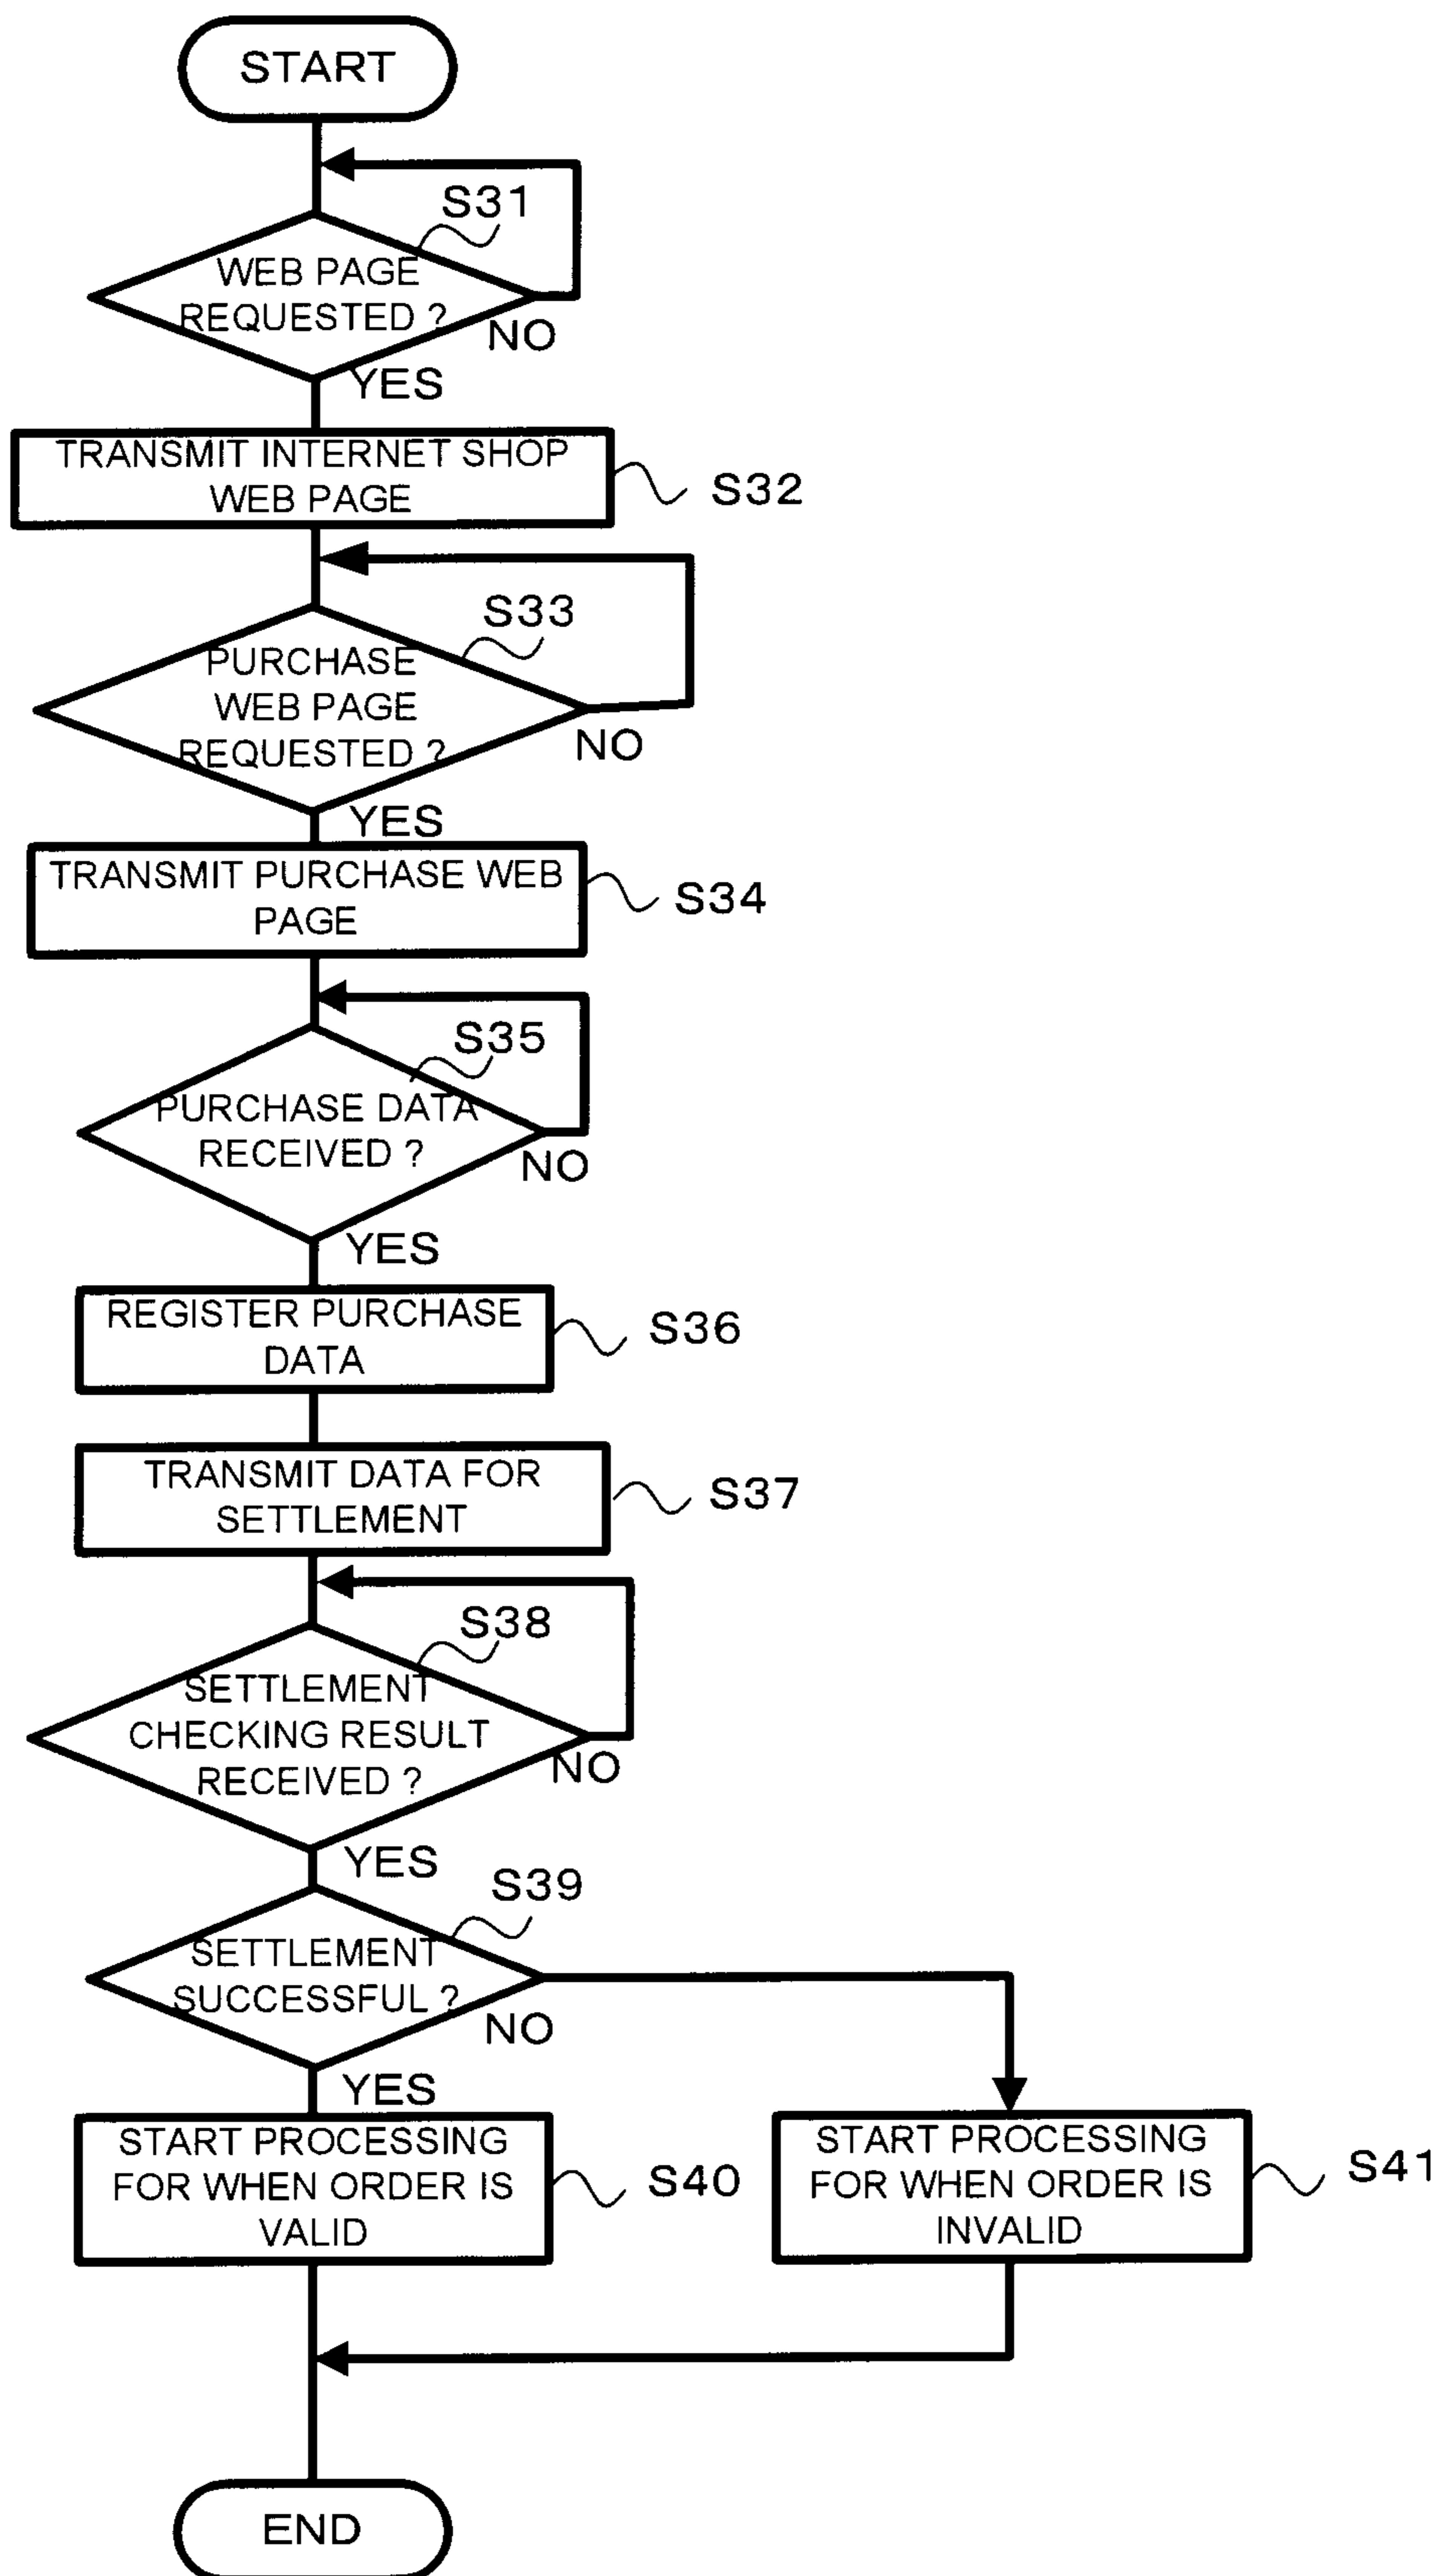 START
S31
WEB PAGE
REQUESTED ?
NO
YES
TRANSMIT INTERNET SHOP
WEB PAGE
S32
S33
PURCHASE
WEB PAGE
REQUESTED ?
NO
YES
TRANSMIT PURCHASE WEB
PAGE
S34
S35
PURCHASE DATA
RECEIVED ?
NO
YES
REGISTER PURCHASE
DATA
S36
TRANSMIT DATA FOR
SETTLEMENT
S37
S38
SETTLEMENT
CHECKING RESULT
RECEIVED ?
NO
YES
S39
SETTLEMENT
SUCCESSFUL ?
NO
YES
START PROCESSING
FOR WHEN ORDER IS
VALID
S40
START PROCESSING
FOR WHEN ORDER IS
INVALID
S41
END